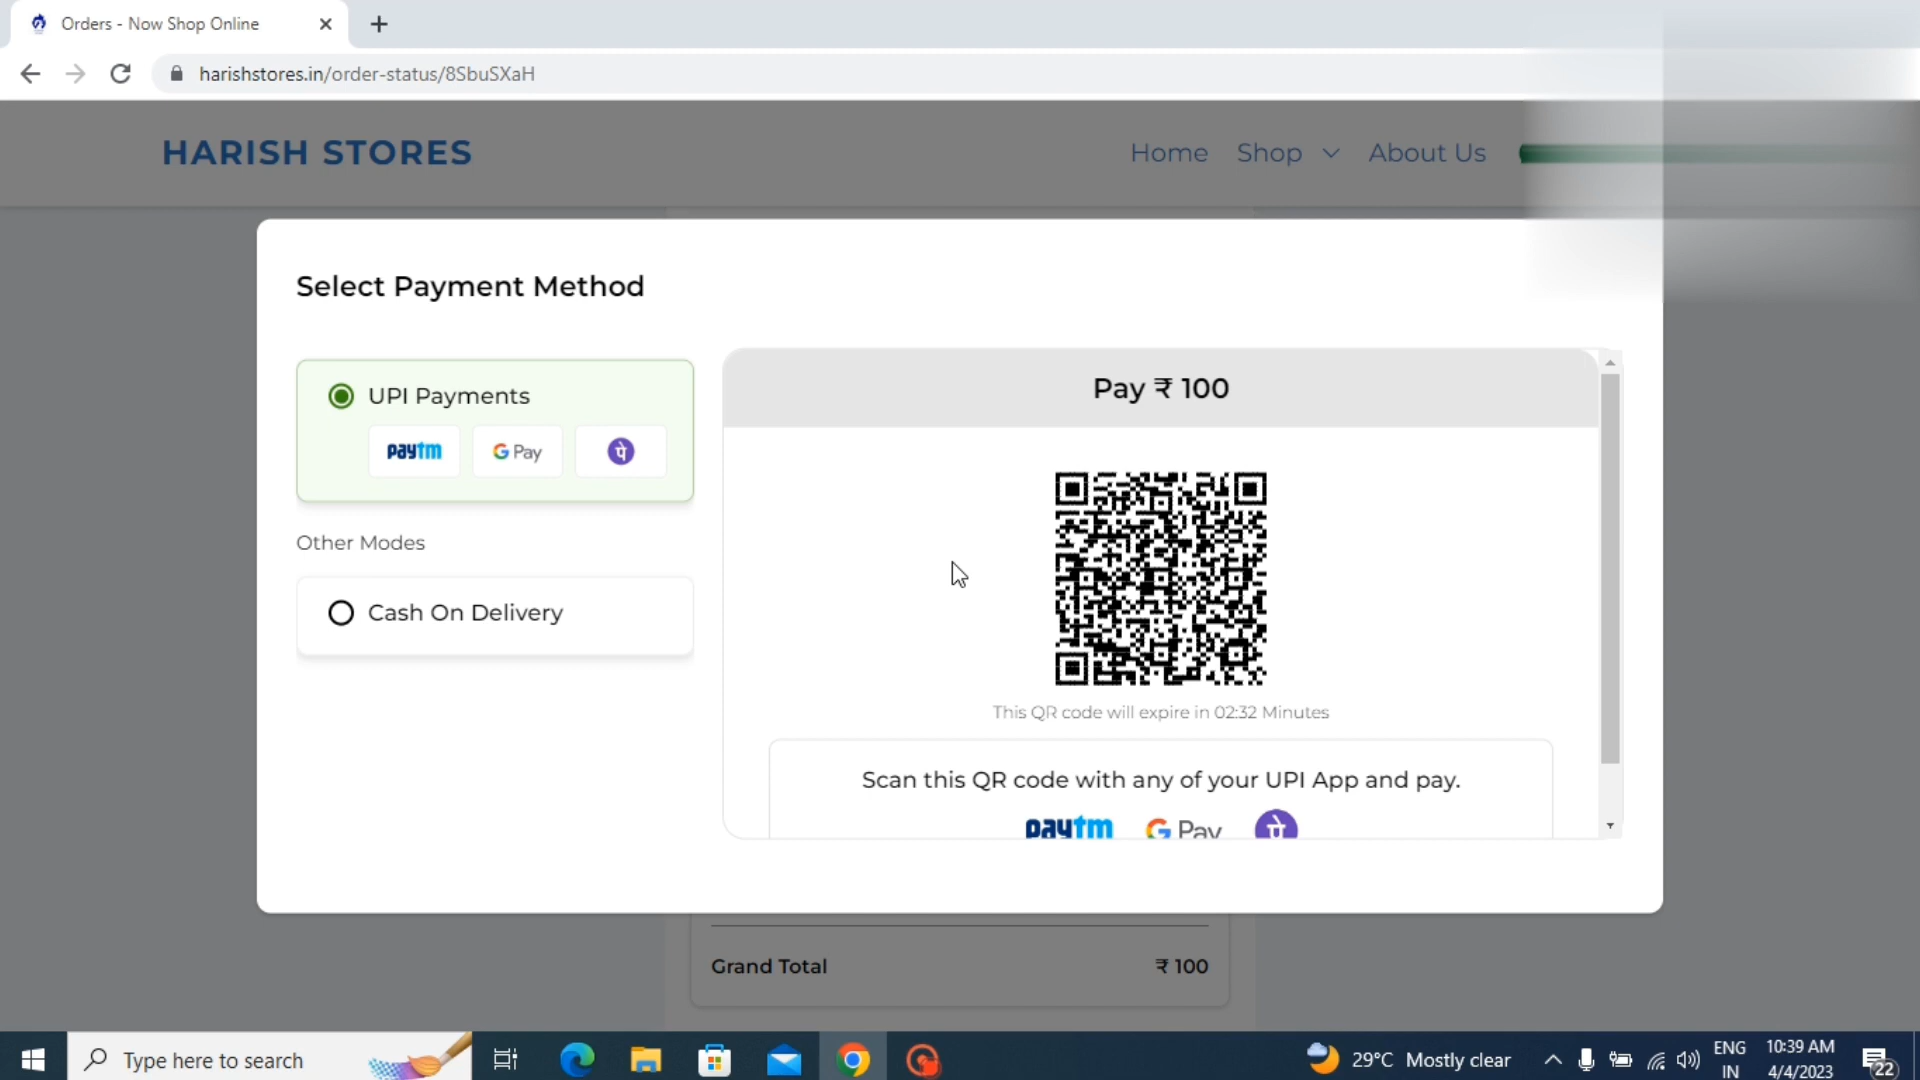 Orders - Now Shop Online
harishstores.in/order-status/8SbuSXaH
HARISH STORES
Home Shop About Us
Select Payment Method
UPI Payments
paytm G Pay पे
Other Modes
Cash On Delivery
Pay ₹ 100
This QR code will expire in 02:32 Minutes
Scan this QR code with any of your UPI App and pay.
paytm G Pay पे
Grand Total ₹ 100
Type here to search
29°C Mostly clear
ENG
IN
10:39 AM
4/4/2023
22